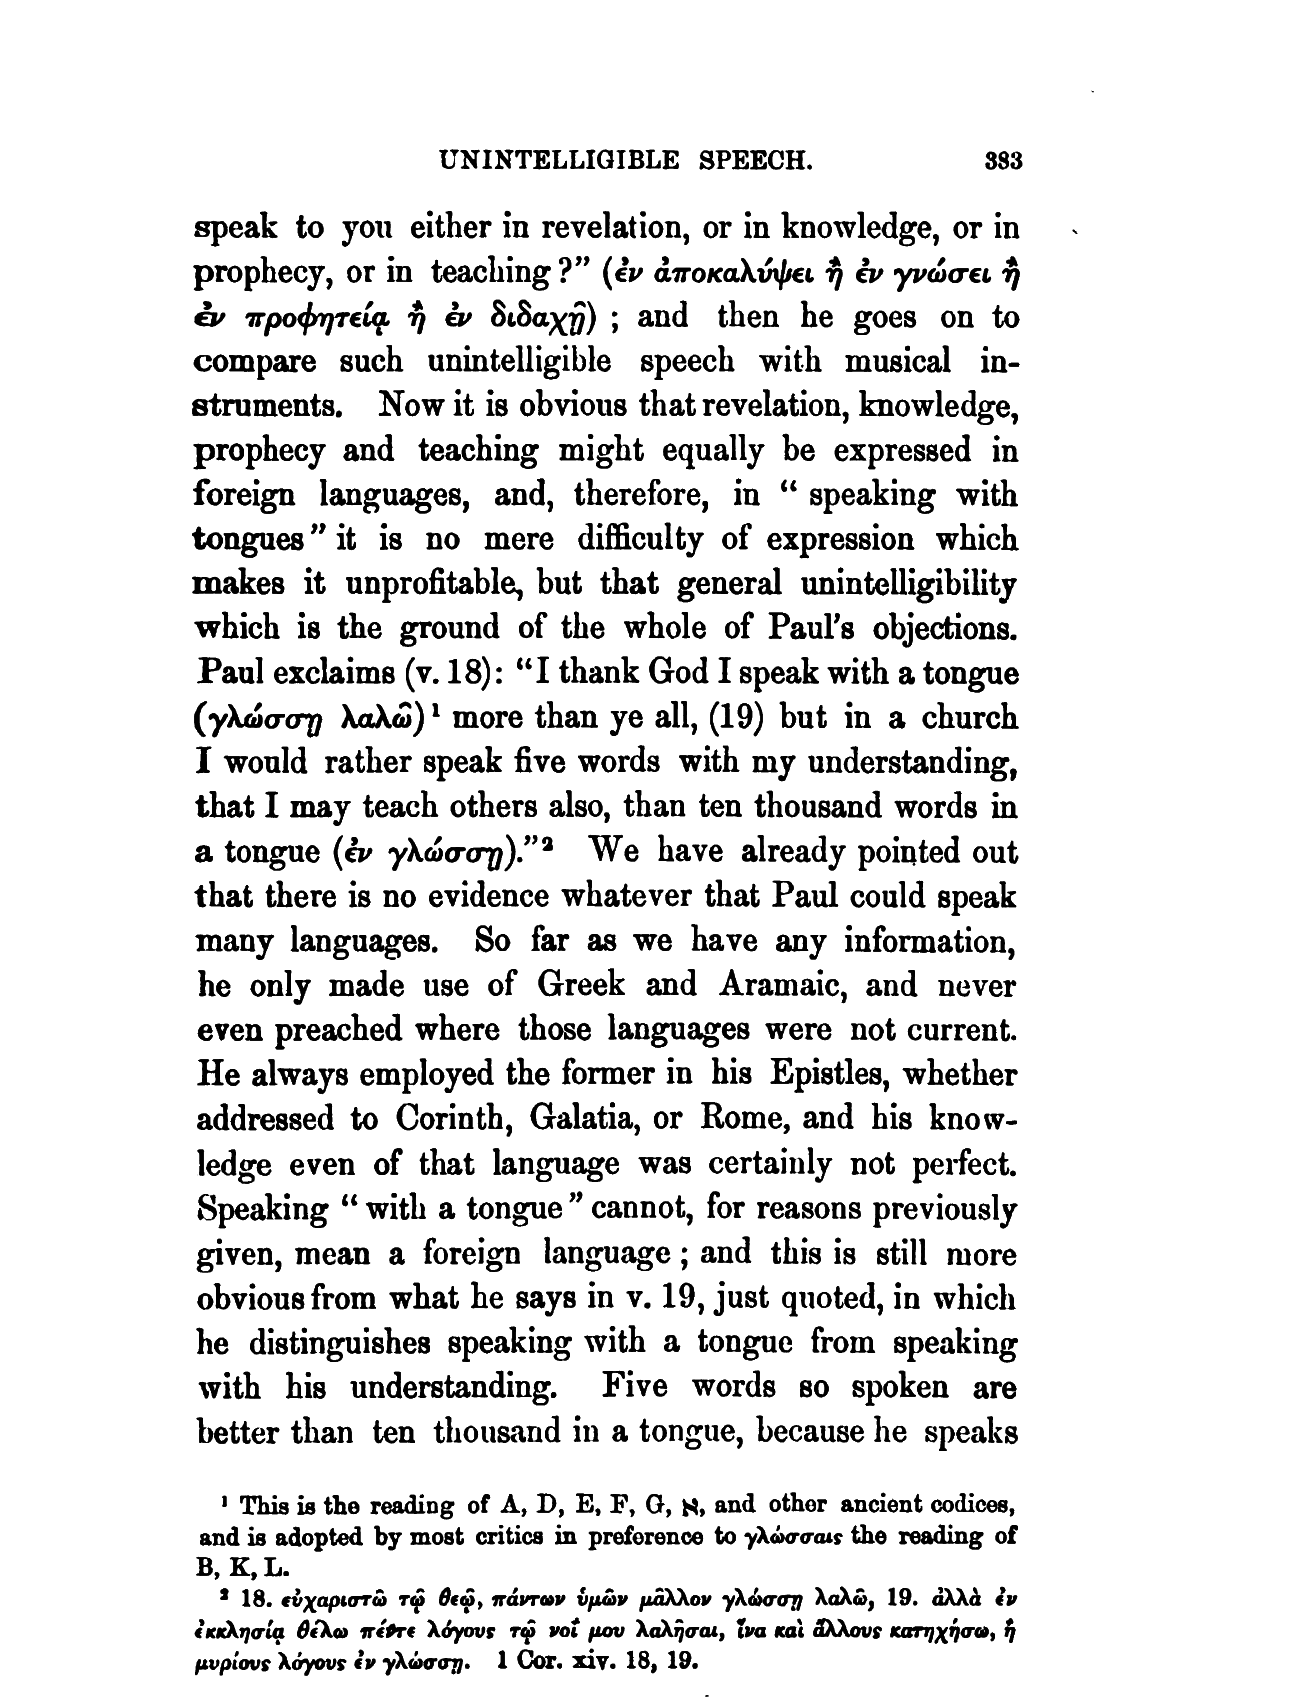 UNINTELLIGIBLE SPEECH. 383
speak to you either in revelation, or in knowledge, or in
prophecy, or in teaching?” (ἐν ἀποκαλύψει ἢ ἐν γνώσει ἢ
ἐν προφητείᾳ ἢ ἐν διδαχῇ) ; and then he goes on to
compare such unintelligible speech with musical in-
struments. Now it is obvious that revelation, knowledge,
prophecy and teaching might equally be expressed in
foreign languages, and, therefore, in “ speaking with
tongues” it is no mere difficulty of expression which
makes it unprofitable, but that general unintelligibility
which is the ground of the whole of Paul’s objections.
Paul exclaims (v. 18): “I thank God I speak with a tongue
(γλώσσῃ λαλῶ)¹ more than ye all, (19) but in a church
I would rather speak five words with my understanding,
that I may teach others also, than ten thousand words in
a tongue (ἐν γλώσσῃ).”² We have already pointed out
that there is no evidence whatever that Paul could speak
many languages. So far as we have any information,
he only made use of Greek and Aramaic, and never
even preached where those languages were not current.
He always employed the former in his Epistles, whether
addressed to Corinth, Galatia, or Rome, and his know-
ledge even of that language was certainly not perfect.
Speaking “ with a tongue” cannot, for reasons previously
given, mean a foreign language ; and this is still more
obvious from what he says in v. 19, just quoted, in which
he distinguishes speaking with a tongue from speaking
with his understanding. Five words so spoken are
better than ten thousand in a tongue, because he speaks
¹ This is the reading of A, D, E, F, G, א, and other ancient codices,
and is adopted by most critics in preference to γλώσσαις the reading of
B, K, L.
² 18. εὐχαριστῶ τῷ θεῷ, πάντων ὑμῶν μᾶλλον γλώσσῃ λαλῶ, 19. ἀλλὰ ἐν
ἐκκλησίᾳ θέλω πέντε λόγους τῷ νοΐ μου λαλῆσαι, ἵνα καὶ ἄλλους κατηχήσω, ἢ
μυρίους λόγους ἐν γλώσσῃ. 1 Cor. xiv. 18, 19.